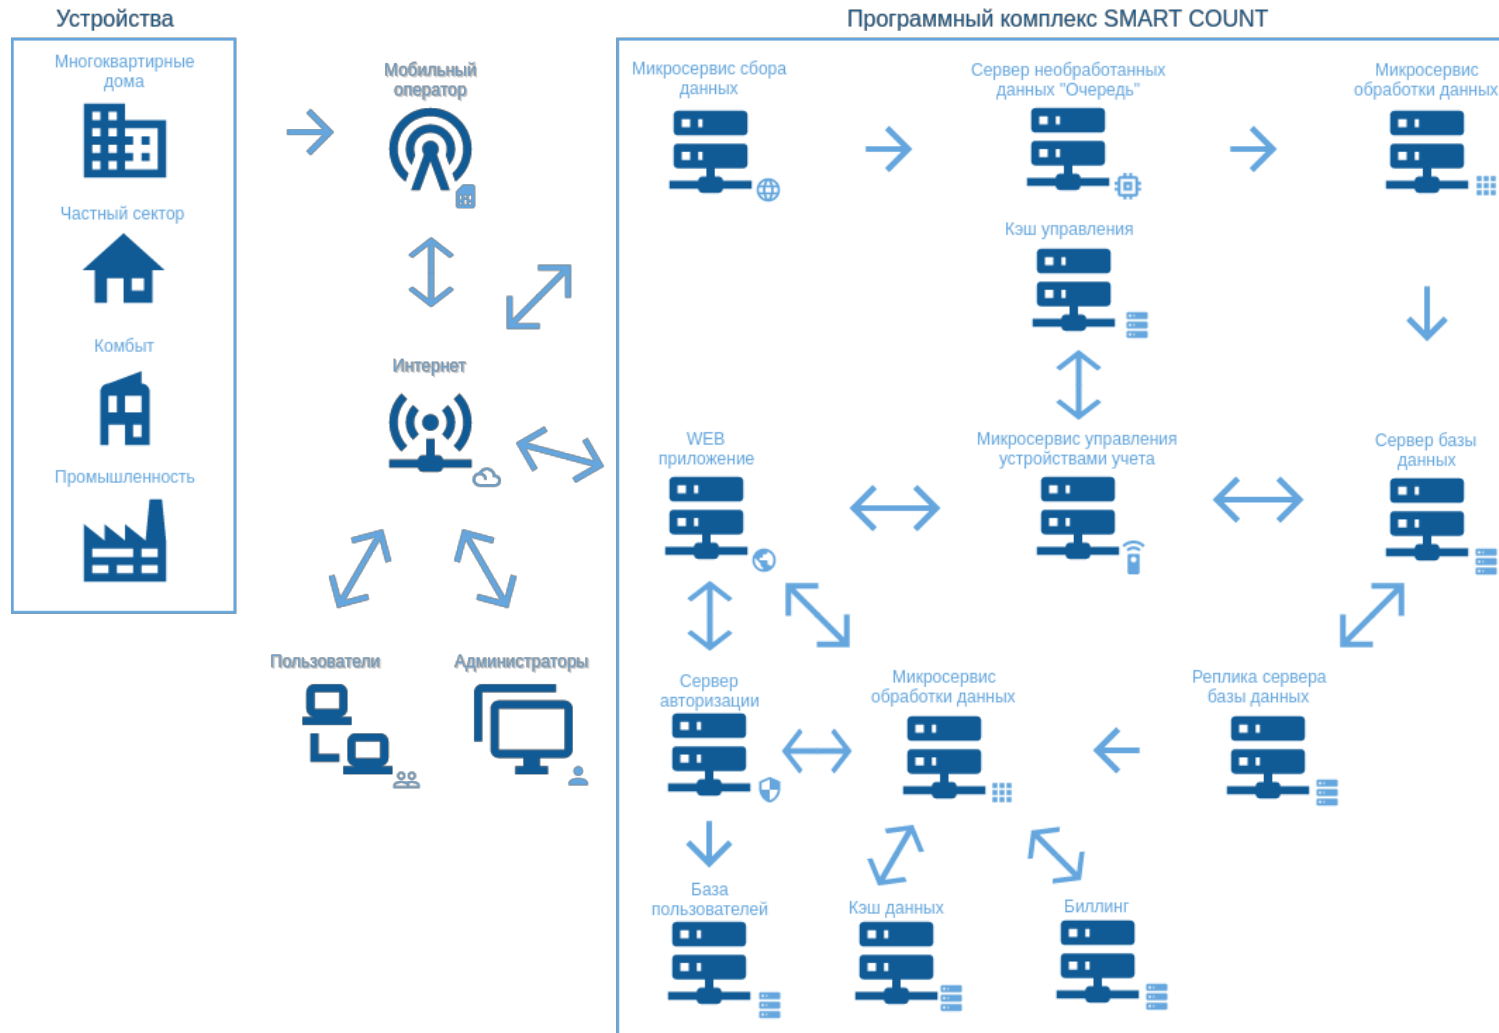 Устройства
Многоквартирные
дома
Частный сектор
Комбыт
Промышленность
Мобильный
оператор
Интернет
Пользователи
Администраторы
Программный комплекс SMART COUNT
Микросервис сбора
данных
Сервер необработанных
данных "Очередь"
Микросервис
обработки данных
Кэш управления
WEB
приложение
Микросервис управления
устройствами учета
Сервер базы
данных
Сервер
авторизации
Микросервис
обработки данных
Реплика сервера
базы данных
База
пользователей
Кэш данных
Биллинг